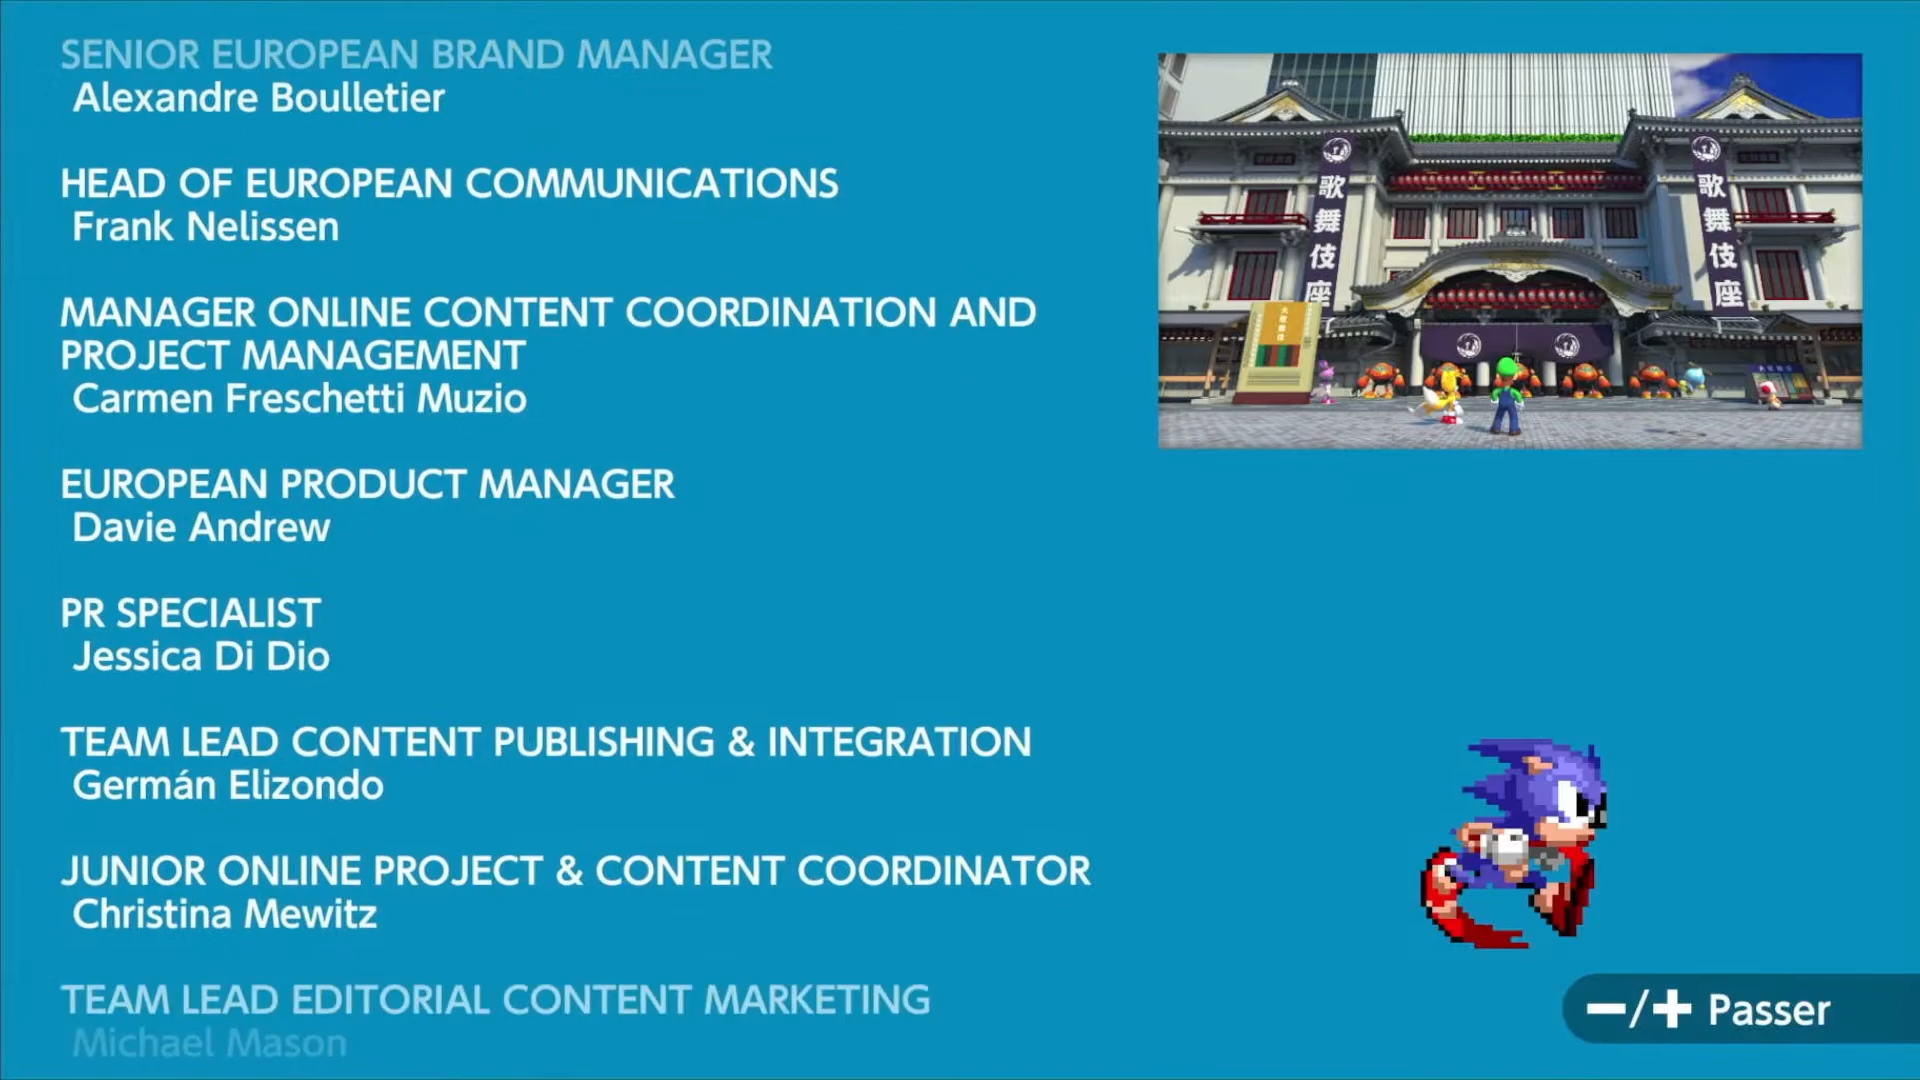 SENIOR EUROPEAN BRAND MANAGER
Alexandre Boulletier
HEAD OF EUROPEAN COMMUNICATIONS
Frank Nelissen
MANAGER ONLINE CONTENT COORDINATION AND
PROJECT MANAGEMENT
Carmen Freschetti Muzio
EUROPEAN PRODUCT MANAGER
Davie Andrew
PR SPECIALIST
Jessica Di Dio
TEAM LEAD CONTENT PUBLISHING & INTEGRATION
Germán Elizondo
JUNIOR ONLINE PROJECT & CONTENT COORDINATOR
Christina Mewitz
TEAM LEAD EDITORIAL CONTENT MARKETING
Michael Mason
歌舞伎座
歌舞伎座
−/+ Passer